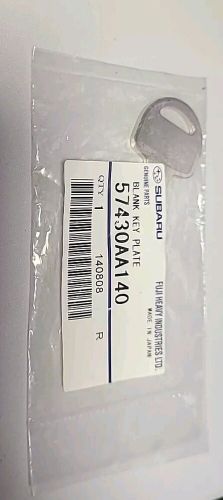 SUBARU
GENUINE PARTS
FUJI HEAVY INDUSTRIES LTD.
MADE IN JAPAN
BLANK KEY PLATE
57430AA140
QTY 1 140808 R